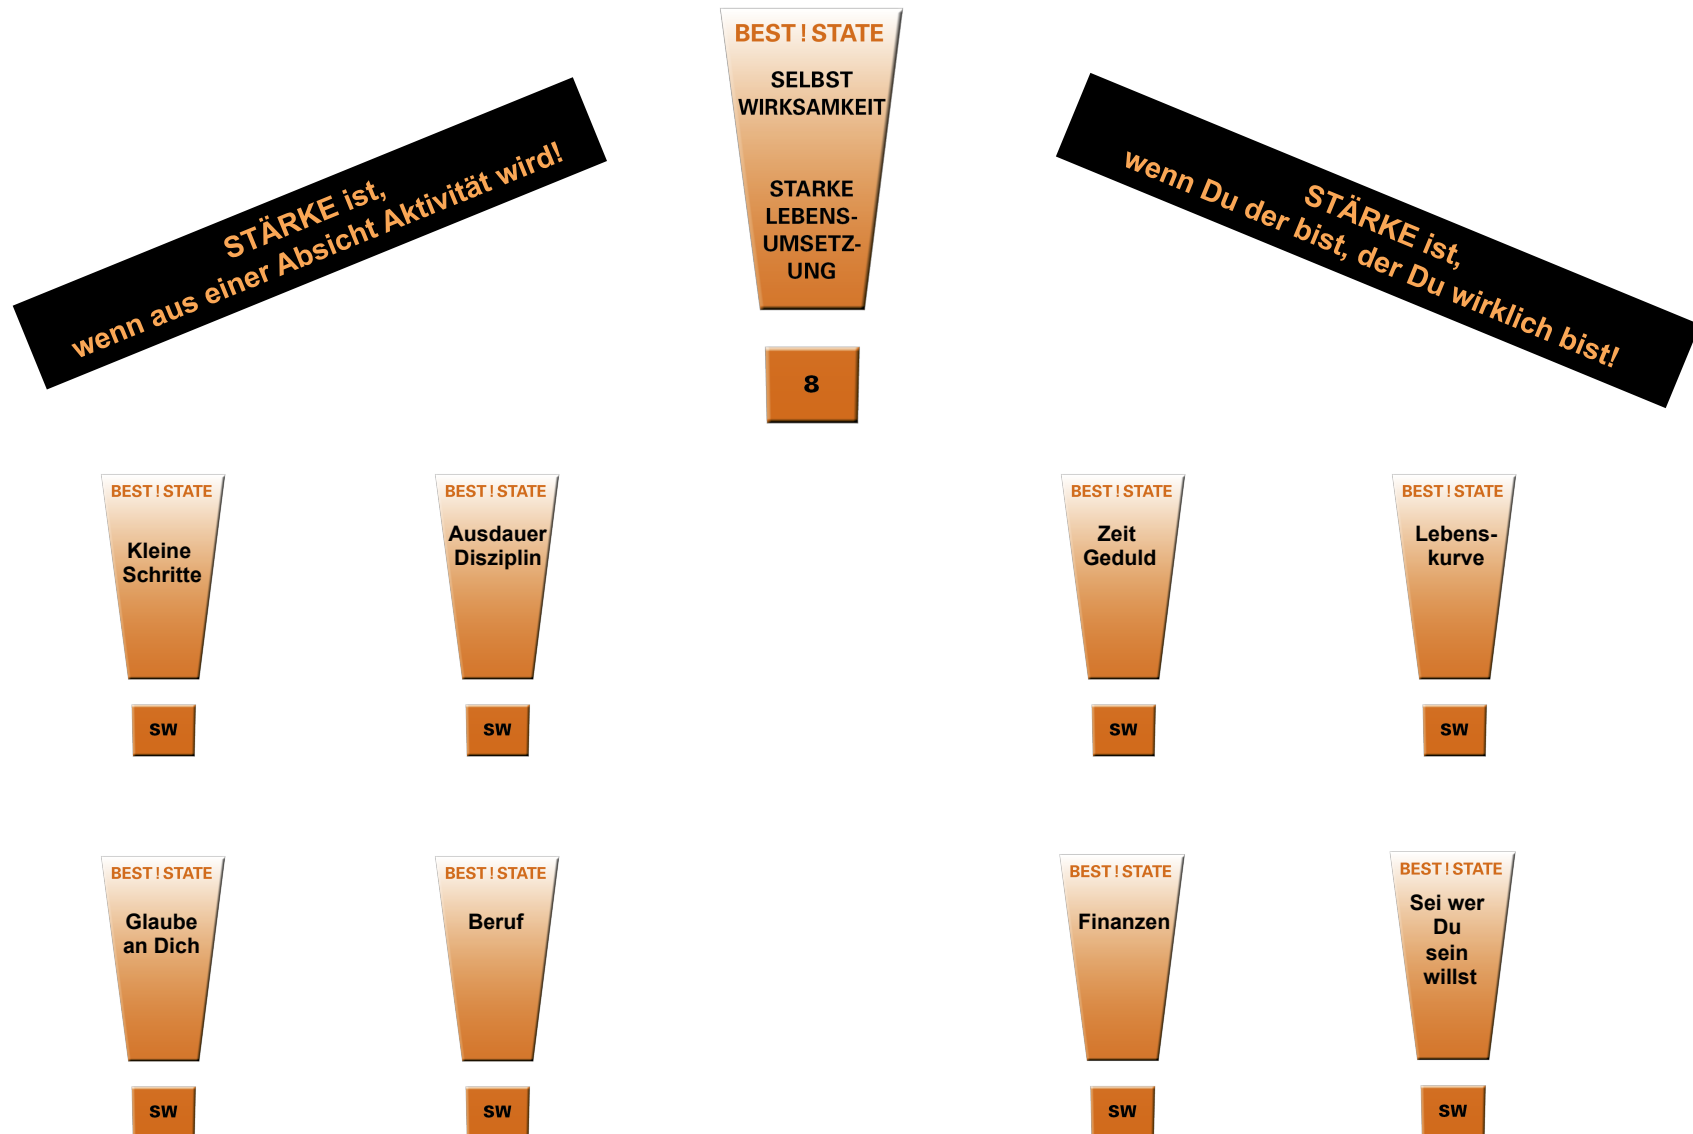 BEST ! STATE
SELBST
WIRKSAMKEIT
STARKE
LEBENS-
UMSETZ-
UNG
8
STÄRKE ist,
wenn aus einer Absicht Aktivität wird!
STÄRKE ist,
wenn Du der bist, der Du wirklich bist!
BEST ! STATE
Kleine
Schritte
sw
BEST ! STATE
Ausdauer
Disziplin
sw
BEST ! STATE
Zeit
Geduld
sw
BEST ! STATE
Lebens-
kurve
sw
BEST ! STATE
Glaube
an Dich
sw
BEST ! STATE
Beruf
sw
BEST ! STATE
Finanzen
sw
BEST ! STATE
Sei wer
Du
sein
willst
sw